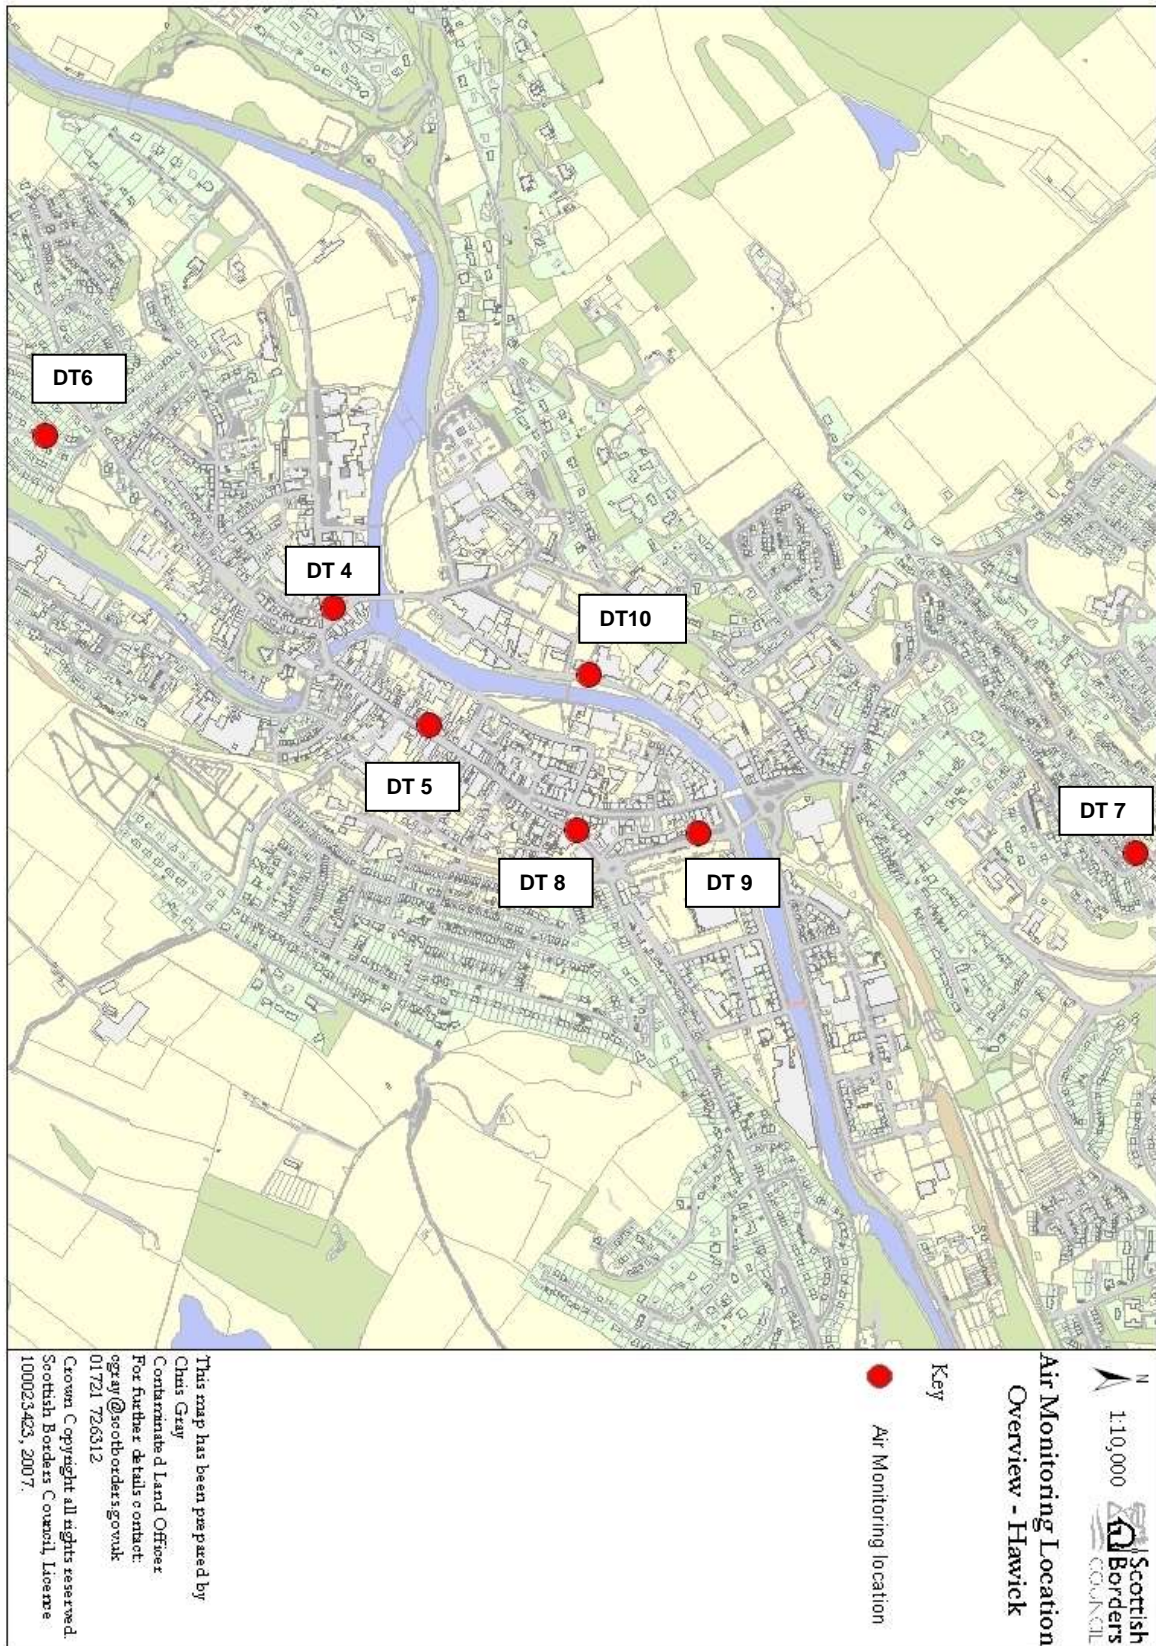 DT6
DT 4
DT10
DT 5
DT 8
DT 9
DT 7
N
1:10,000
Scottish
Borders
COUNCIL
Air Monitoring Location
Overview - Hawick
Key
Air Monitoring location
This map has been prepared by
Chris Gray
Contaminated Land Officer
For further details contact:
cgray@scotborders.gov.uk
01721 726312
Crown Copyright all rights reserved.
Scottish Borders Council, License
100023423, 2007.